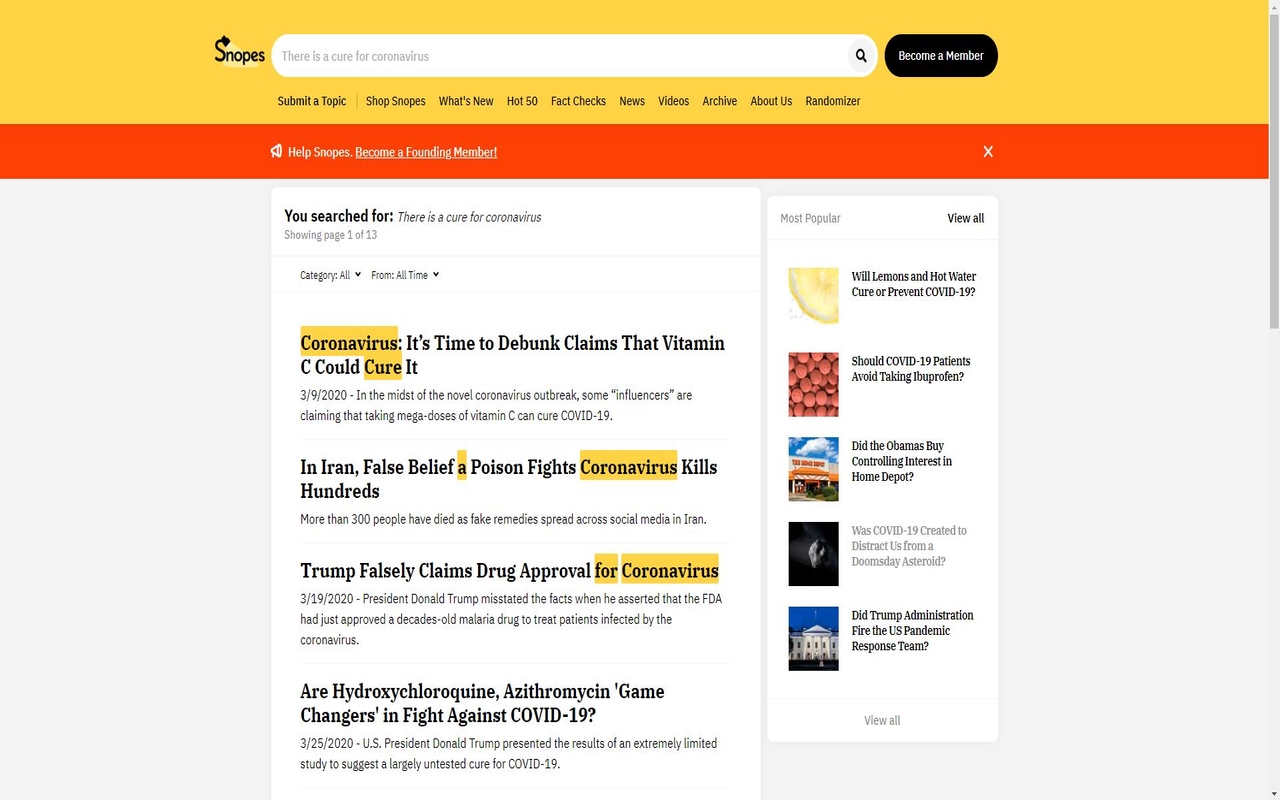 Snopes
There is a cure for coronavirus
Become a Member
Submit a Topic
Shop Snopes
What's New
Hot 50
Fact Checks
News
Videos
Archive
About Us
Randomizer
Help Snopes. Become a Founding Member!
X
You searched for: There is a cure for coronavirus
Showing page 1 of 13
Category: All
From: All Time
Coronavirus: It’s Time to Debunk Claims That Vitamin
C Could Cure It
3/9/2020 - In the midst of the novel coronavirus outbreak, some “influencers” are
claiming that taking mega-doses of vitamin C can cure COVID-19.
In Iran, False Belief a Poison Fights Coronavirus Kills
Hundreds
More than 300 people have died as fake remedies spread across social media in Iran.
Trump Falsely Claims Drug Approval for Coronavirus
3/19/2020 - President Donald Trump misstated the facts when he asserted that the FDA
had just approved a decades-old malaria drug to treat patients infected by the
coronavirus.
Are Hydroxychloroquine, Azithromycin 'Game
Changers' in Fight Against COVID-19?
3/25/2020 - U.S. President Donald Trump presented the results of an extremely limited
study to suggest a largely untested cure for COVID-19.
Most Popular
View all
Will Lemons and Hot Water
Cure or Prevent COVID-19?
Should COVID-19 Patients
Avoid Taking Ibuprofen?
THE HOME DEPOT
Did the Obamas Buy
Controlling Interest in
Home Depot?
Was COVID-19 Created to
Distract Us from a
Doomsday Asteroid?
Did Trump Administration
Fire the US Pandemic
Response Team?
View all